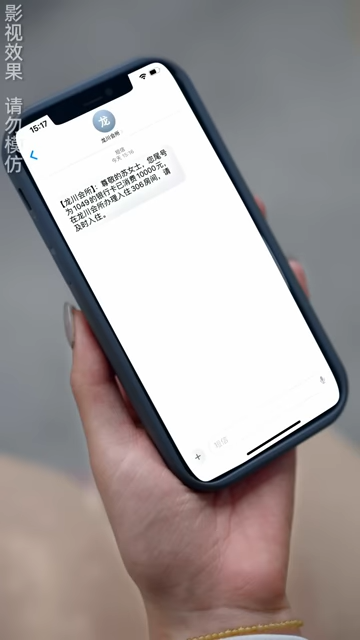 影视效果 请勿模仿
15:17
龙
龙川会所
短信
今天 15:16
【龙川会所】：尊敬的苏女士，您尾号
为1049的银行卡已消费10000元，
在龙川会所办理入住306房间，请
及时入住。
短信